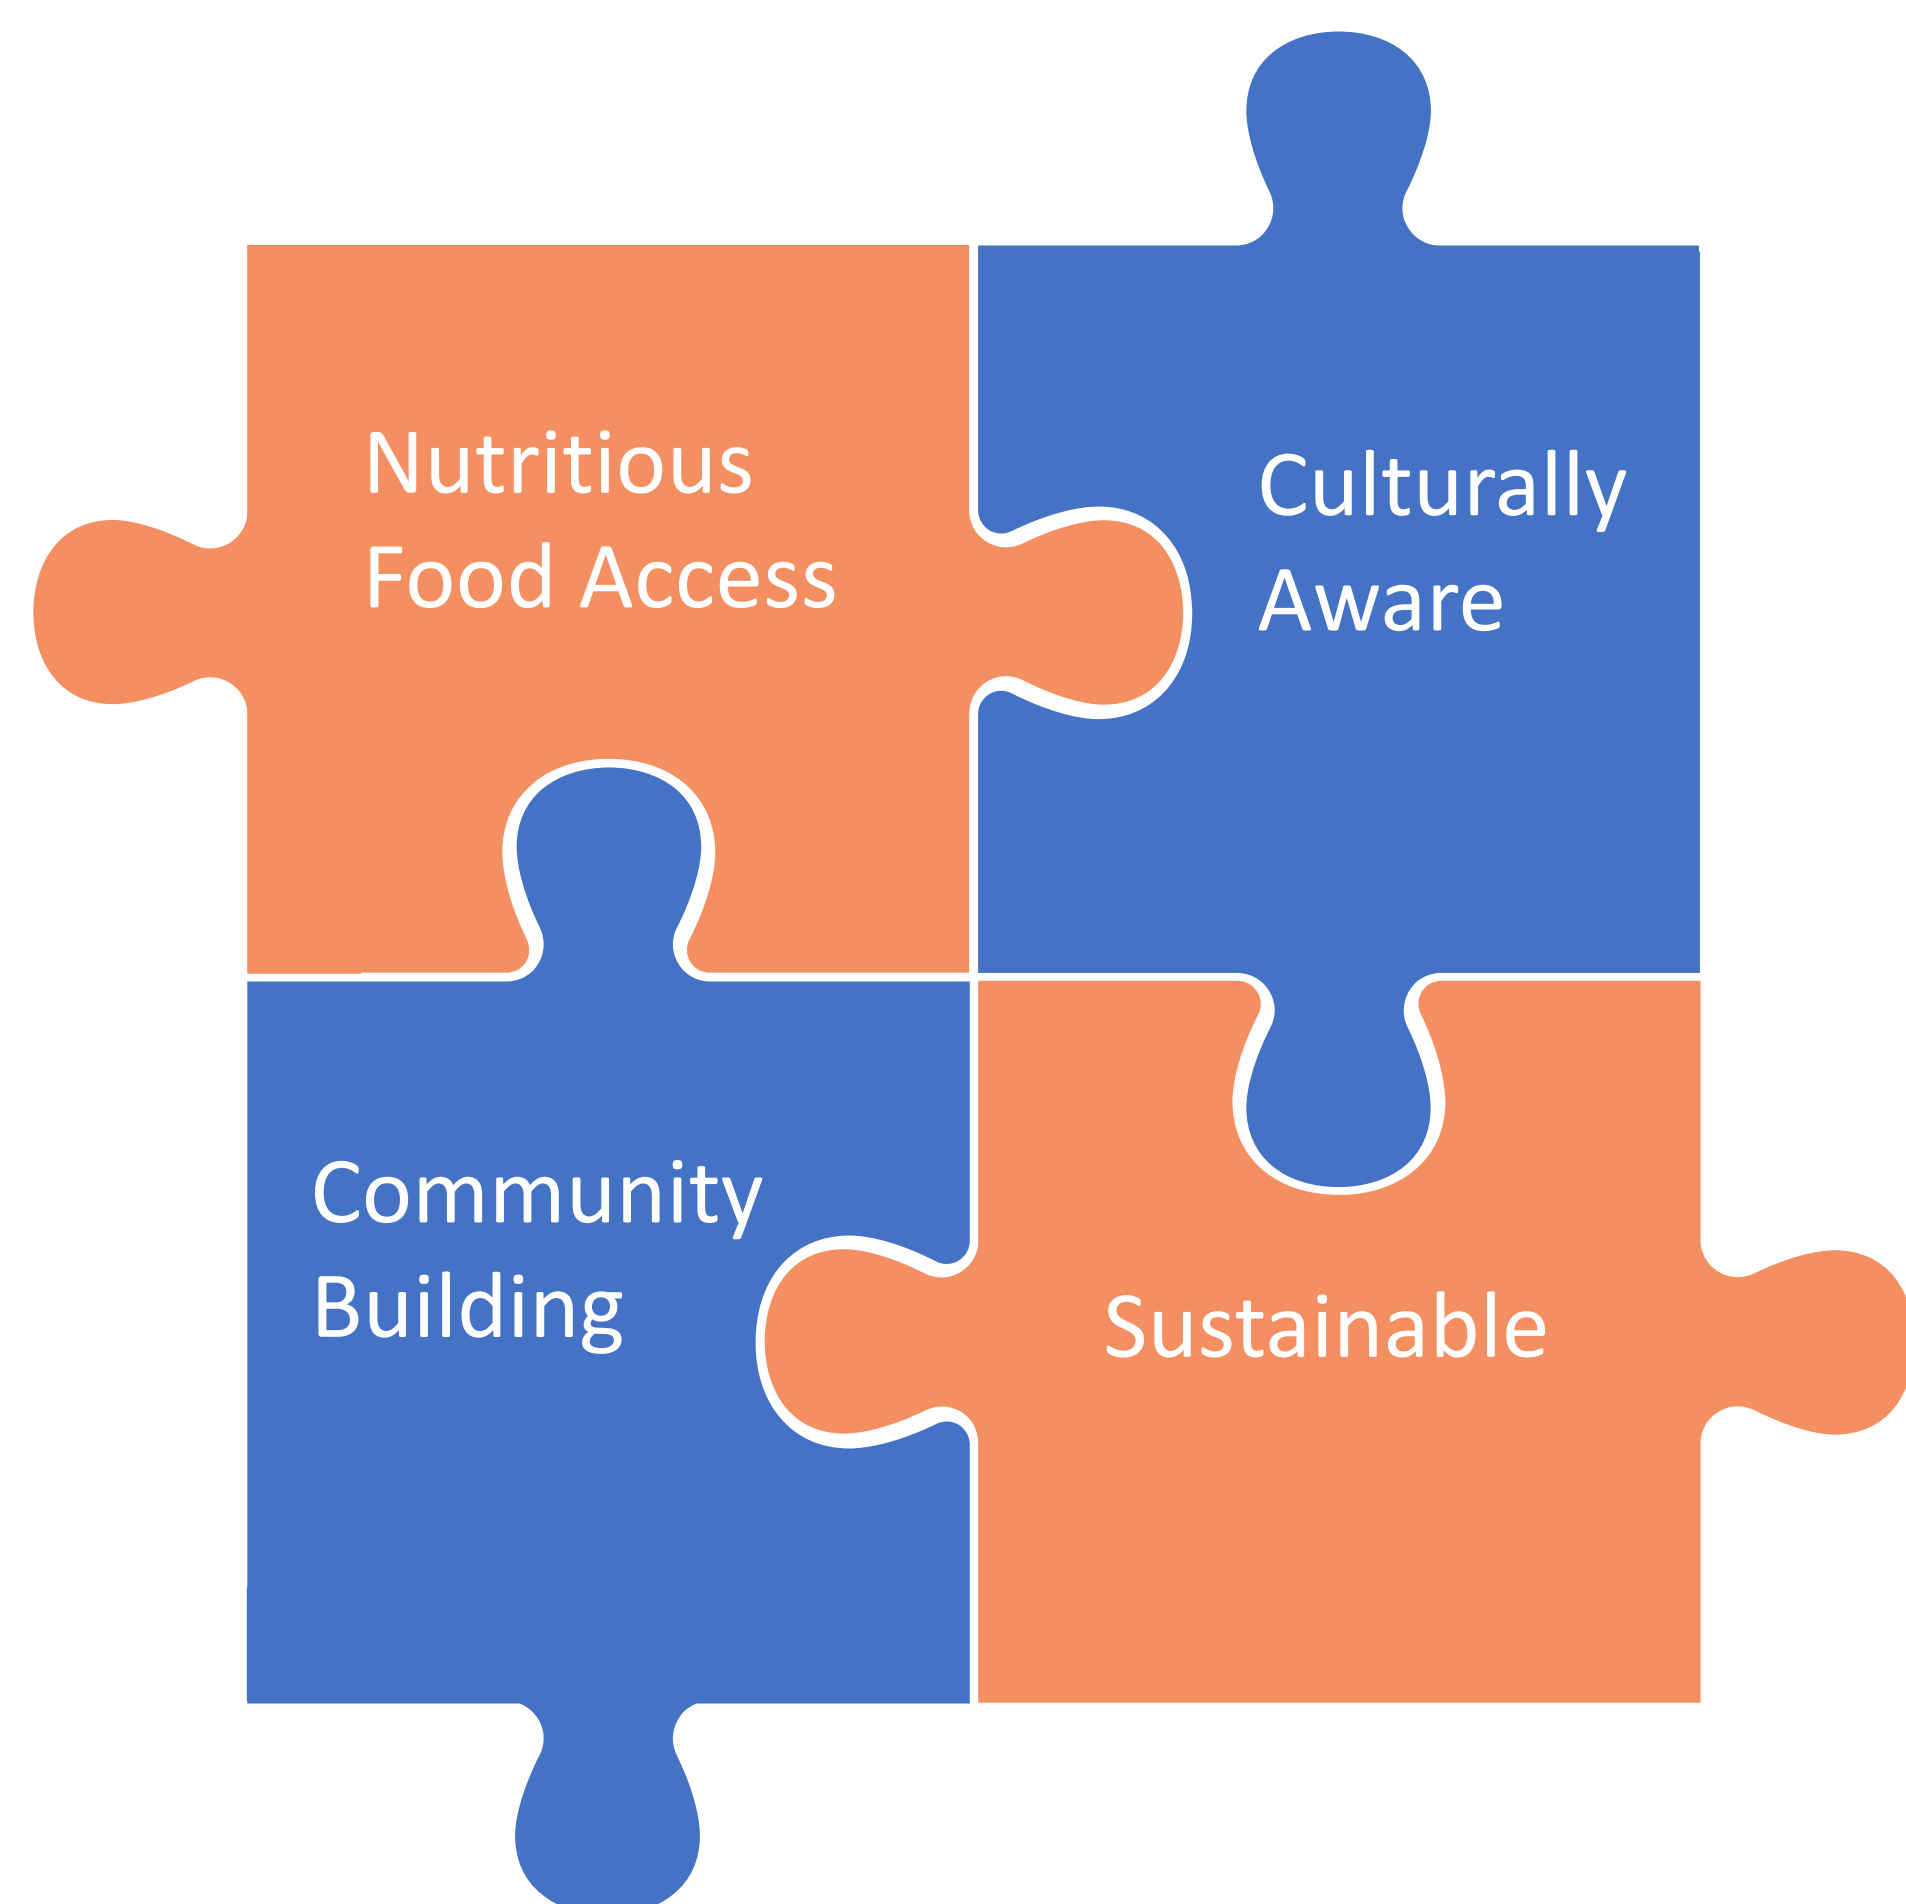 Nutritious
Food Access
Culturally
Aware
Community
Building
Sustainable